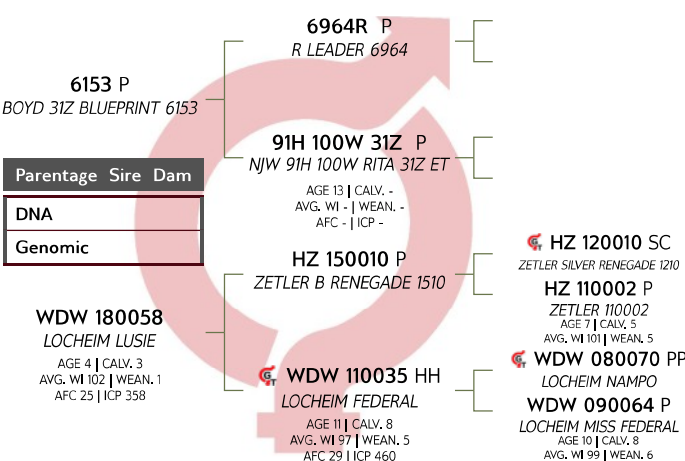 6964R P
R LEADER 6964
6153 P
BOYD 31Z BLUEPRINT 6153
91H 100W 31Z P
NJW 91H 100W RITA 31Z ET
AGE 13 | CALV. -
AVG. WI - | WEAN. -
AFC - | ICP -
Parentage Sire Dam
DNA
Genomic
HZ 150010 P
ZETLER B RENEGADE 1510
GT HZ 120010 SC
ZETLER SILVER RENEGADE 1210
HZ 110002 P
ZETLER 110002
AGE 7 | CALV. 5
AVG. WI 101 | WEAN. 5
WDW 180058
LOCHEIM LUSIE
AGE 4 | CALV. 3
AVG. WI 102 | WEAN. 1
AFC 25 | ICP 358
GT WDW 110035 HH
LOCHEIM FEDERAL
AGE 11 | CALV. 8
AVG. WI 97 | WEAN. 5
AFC 29 | ICP 460
GT WDW 080070 PP
LOCHEIM NAMPO
WDW 090064 P
LOCHEIM MISS FEDERAL
AGE 10 | CALV. 8
AVG. WI 99 | WEAN. 6